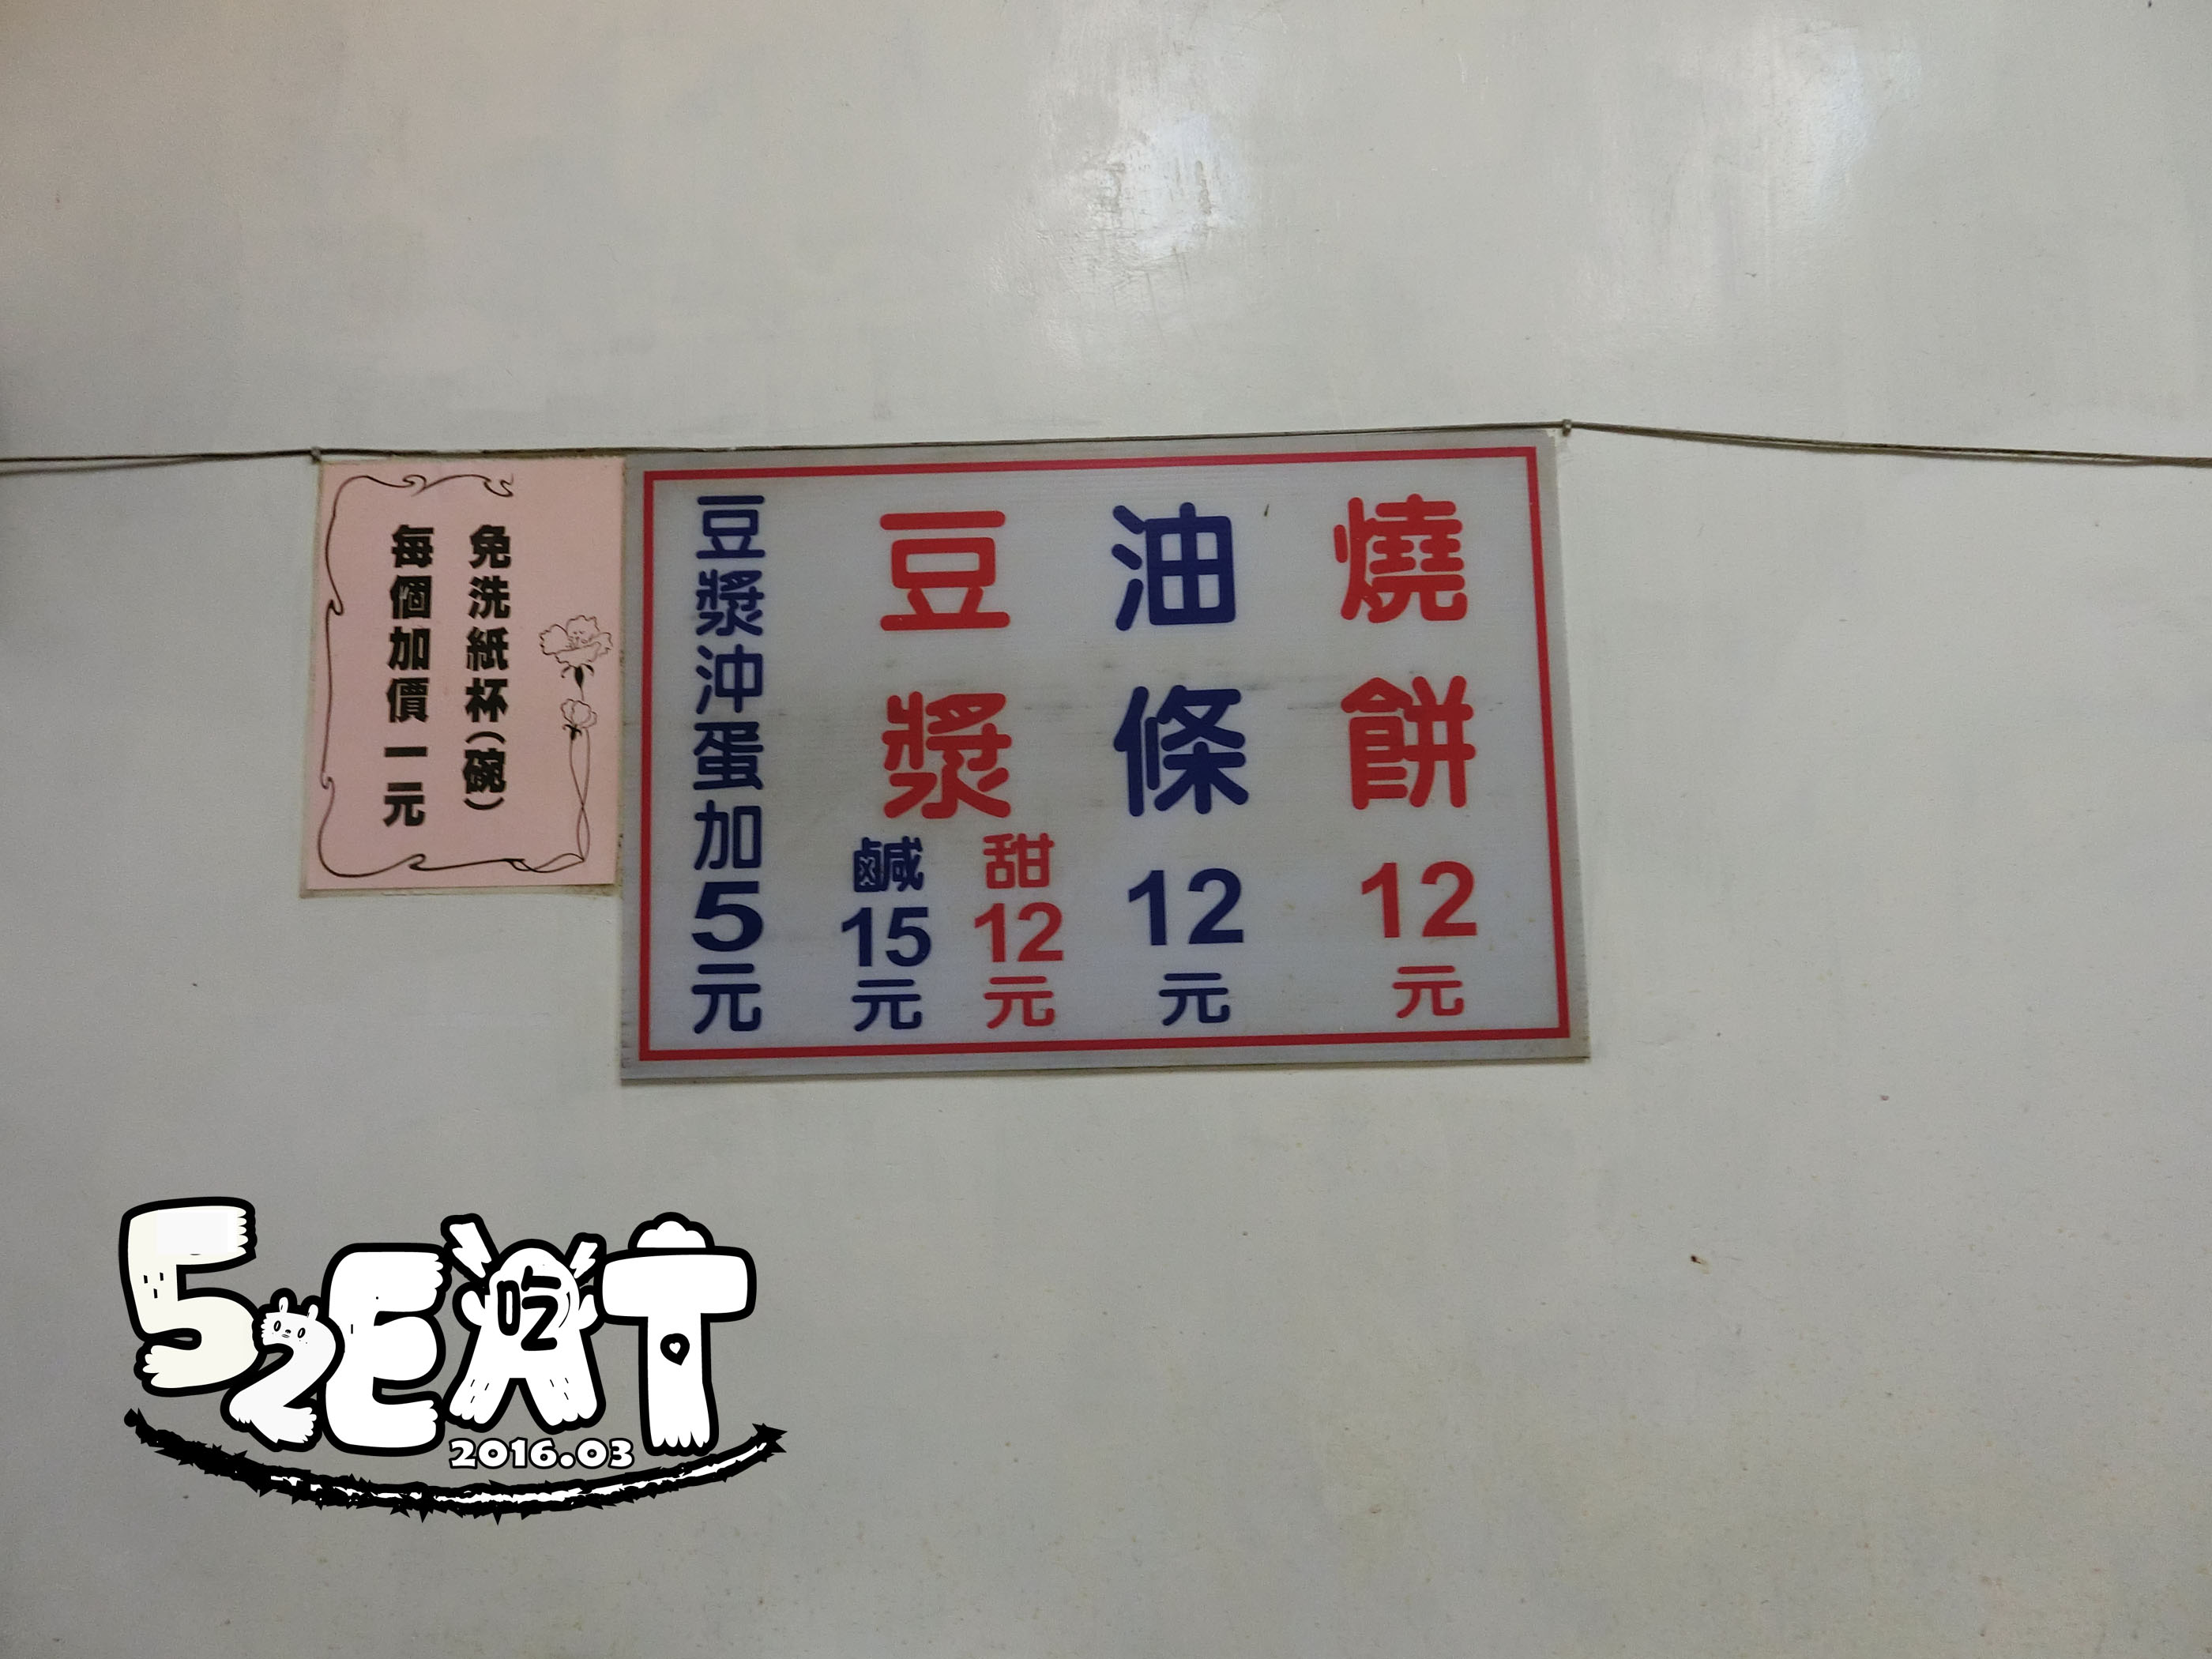 燒餅 12元
油條 12元
豆漿
甜 12元
鹹 15元
豆漿沖蛋加5元
免洗紙杯(碗)
每個加價一元
52EAT
吃
2016.03